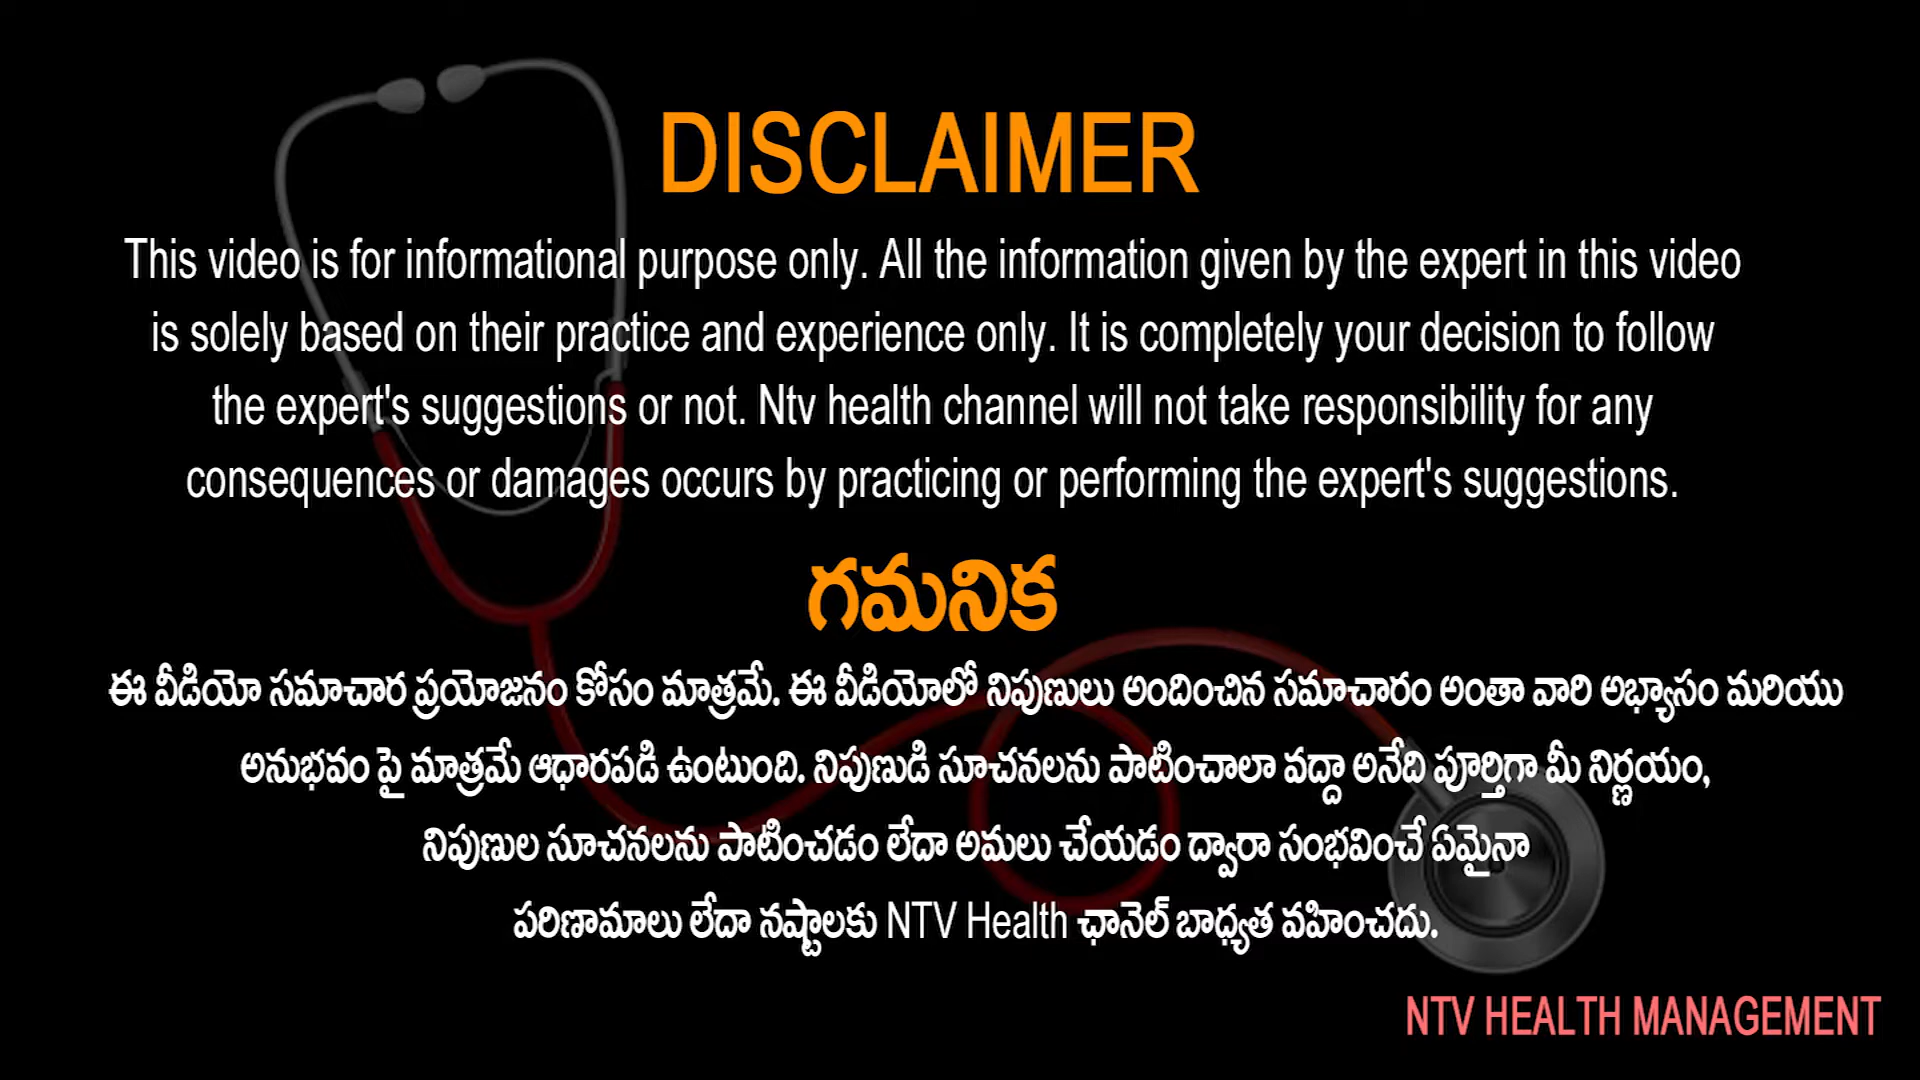 DISCLAIMER
This video is for informational purpose only. All the information given by the expert in this video
is solely based on their practice and experience only. It is completely your decision to follow
the expert's suggestions or not. Ntv health channel will not take responsibility for any
consequences or damages occurs by practicing or performing the expert's suggestions.
గమనిక
ఈ వీడియో సమాచార ప్రయోజనం కోసం మాత్రమే. ఈ వీడియోలో నిపుణులు అందించిన సమాచారం అంతా వారి అభ్యాసం మరియు
అనుభవం పై మాత్రమే ఆధారపడి ఉంటుంది. నిపుణుడి సూచనలను పాటించాలా వద్దా అనేది పూర్తిగా మీ నిర్ణయం,
నిపుణుల సూచనలను పాటించడం లేదా అమలు చేయడం ద్వారా సంభవించే ఏమైనా
పరిణామాలు లేదా నష్టాలకు NTV Health ఛానెల్ బాధ్యత వహించదు.
NTV HEALTH MANAGEMENT